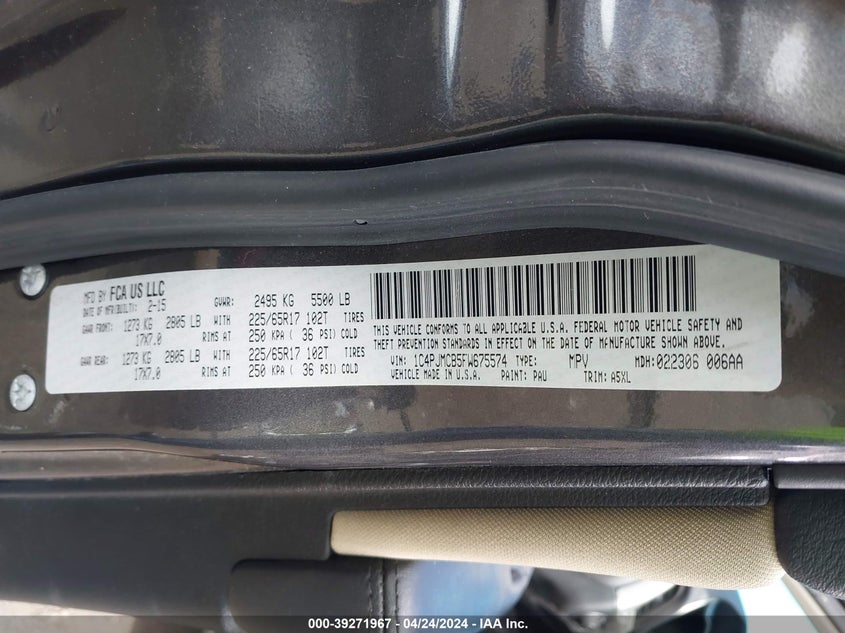 MFD BY FCA US LLC
DATE OF MFR(BUILT): 2-15
GVWR: 2495 KG 5500 LB
GAWR FRONT: 1273 KG 2805 LB WITH 225/65R17 102T TIRES
17X7.0 RIMS AT 250 KPA ( 36 PSI) COLD
GAWR REAR: 1273 KG 2805 LB WITH 225/65R17 102T TIRES
17X7.0 RIMS AT 250 KPA ( 36 PSI) COLD
THIS VEHICLE CONFORMS TO ALL APPLICABLE U.S.A. FEDERAL MOTOR VEHICLE SAFETY AND
THEFT PREVENTION STANDARDS IN EFFECT ON THE DATE OF MANUFACTURE SHOWN ABOVE.
VIN: 1C4PJMCB5FW675574 TYPE: MPV MDH: 022306 006AA
VEHICLE MADE IN U.S.A. PAINT: PAU TRIM: A5XL
000-39271967 / 04/24/2024 - IAA Inc.